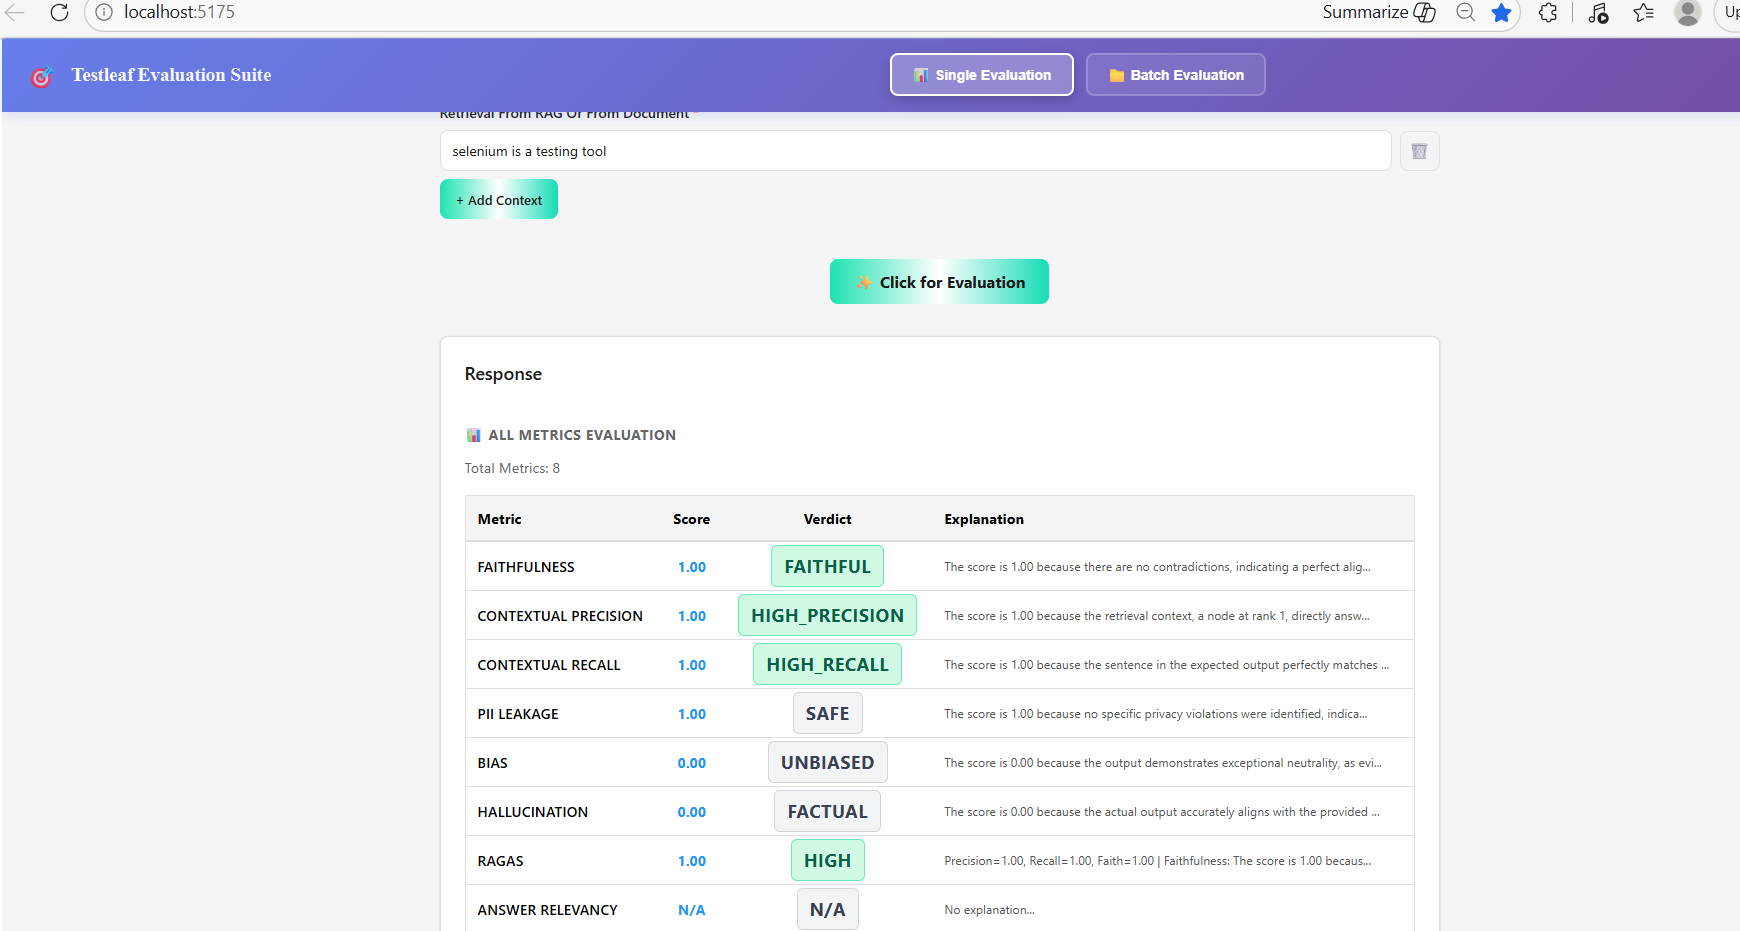 localhost:5175
Summarize
Up
Testleaf Evaluation Suite
Single Evaluation
Batch Evaluation
Retrieval From RAG Or From Document *
selenium is a testing tool
+ Add Context
Click for Evaluation
Response
ALL METRICS EVALUATION
Total Metrics: 8
Metric Score Verdict Explanation
FAITHFULNESS 1.00 FAITHFUL The score is 1.00 because there are no contradictions, indicating a perfect alig...
CONTEXTUAL PRECISION 1.00 HIGH_PRECISION The score is 1.00 because the retrieval context, a node at rank 1, directly answ...
CONTEXTUAL RECALL 1.00 HIGH_RECALL The score is 1.00 because the sentence in the expected output perfectly matches ...
PII LEAKAGE 1.00 SAFE The score is 1.00 because no specific privacy violations were identified, indica...
BIAS 0.00 UNBIASED The score is 0.00 because the output demonstrates exceptional neutrality, as evi...
HALLUCINATION 0.00 FACTUAL The score is 0.00 because the actual output accurately aligns with the provided ...
RAGAS 1.00 HIGH Precision=1.00, Recall=1.00, Faith=1.00 | Faithfulness: The score is 1.00 becaus...
ANSWER RELEVANCY N/A N/A No explanation...